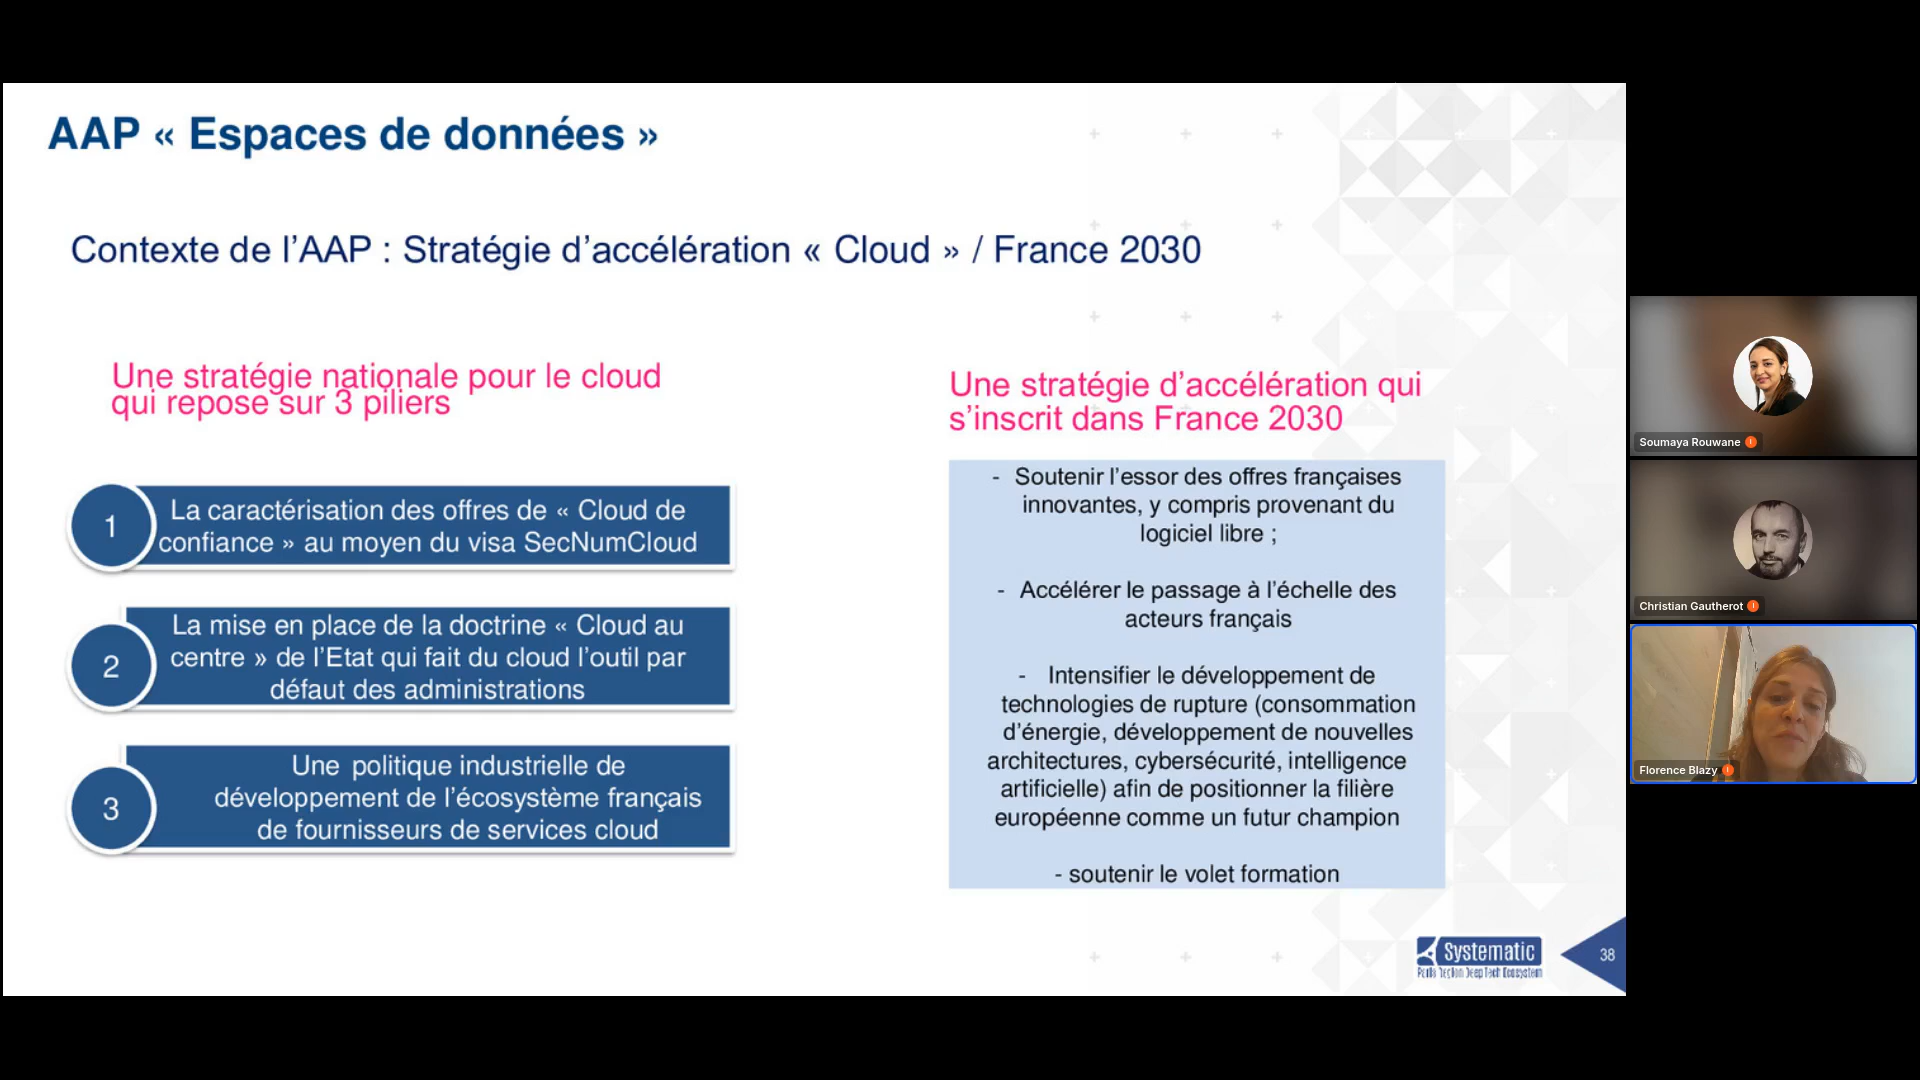 AAP « Espaces de données »
Contexte de l’AAP : Stratégie d’accélération « Cloud » / France 2030
Une stratégie nationale pour le cloud
qui repose sur 3 piliers
1
La caractérisation des offres de « Cloud de
confiance » au moyen du visa SecNumCloud
2
La mise en place de la doctrine « Cloud au
centre » de l’Etat qui fait du cloud l’outil par
défaut des administrations
3
Une politique industrielle de
développement de l’écosystème français
de fournisseurs de services cloud
Une stratégie d’accélération qui
s’inscrit dans France 2030
- Soutenir l’essor des offres françaises
innovantes, y compris provenant du
logiciel libre ;
- Accélérer le passage à l’échelle des
acteurs français
- Intensifier le développement de
technologies de rupture (consommation
d’énergie, développement de nouvelles
architectures, cybersécurité, intelligence
artificielle) afin de positionner la filière
européenne comme un futur champion
- soutenir le volet formation
Systematic
Paris Region Deep Tech Ecosystem
38
Soumaya Rouwane
Christian Gautherot
Florence Blazy